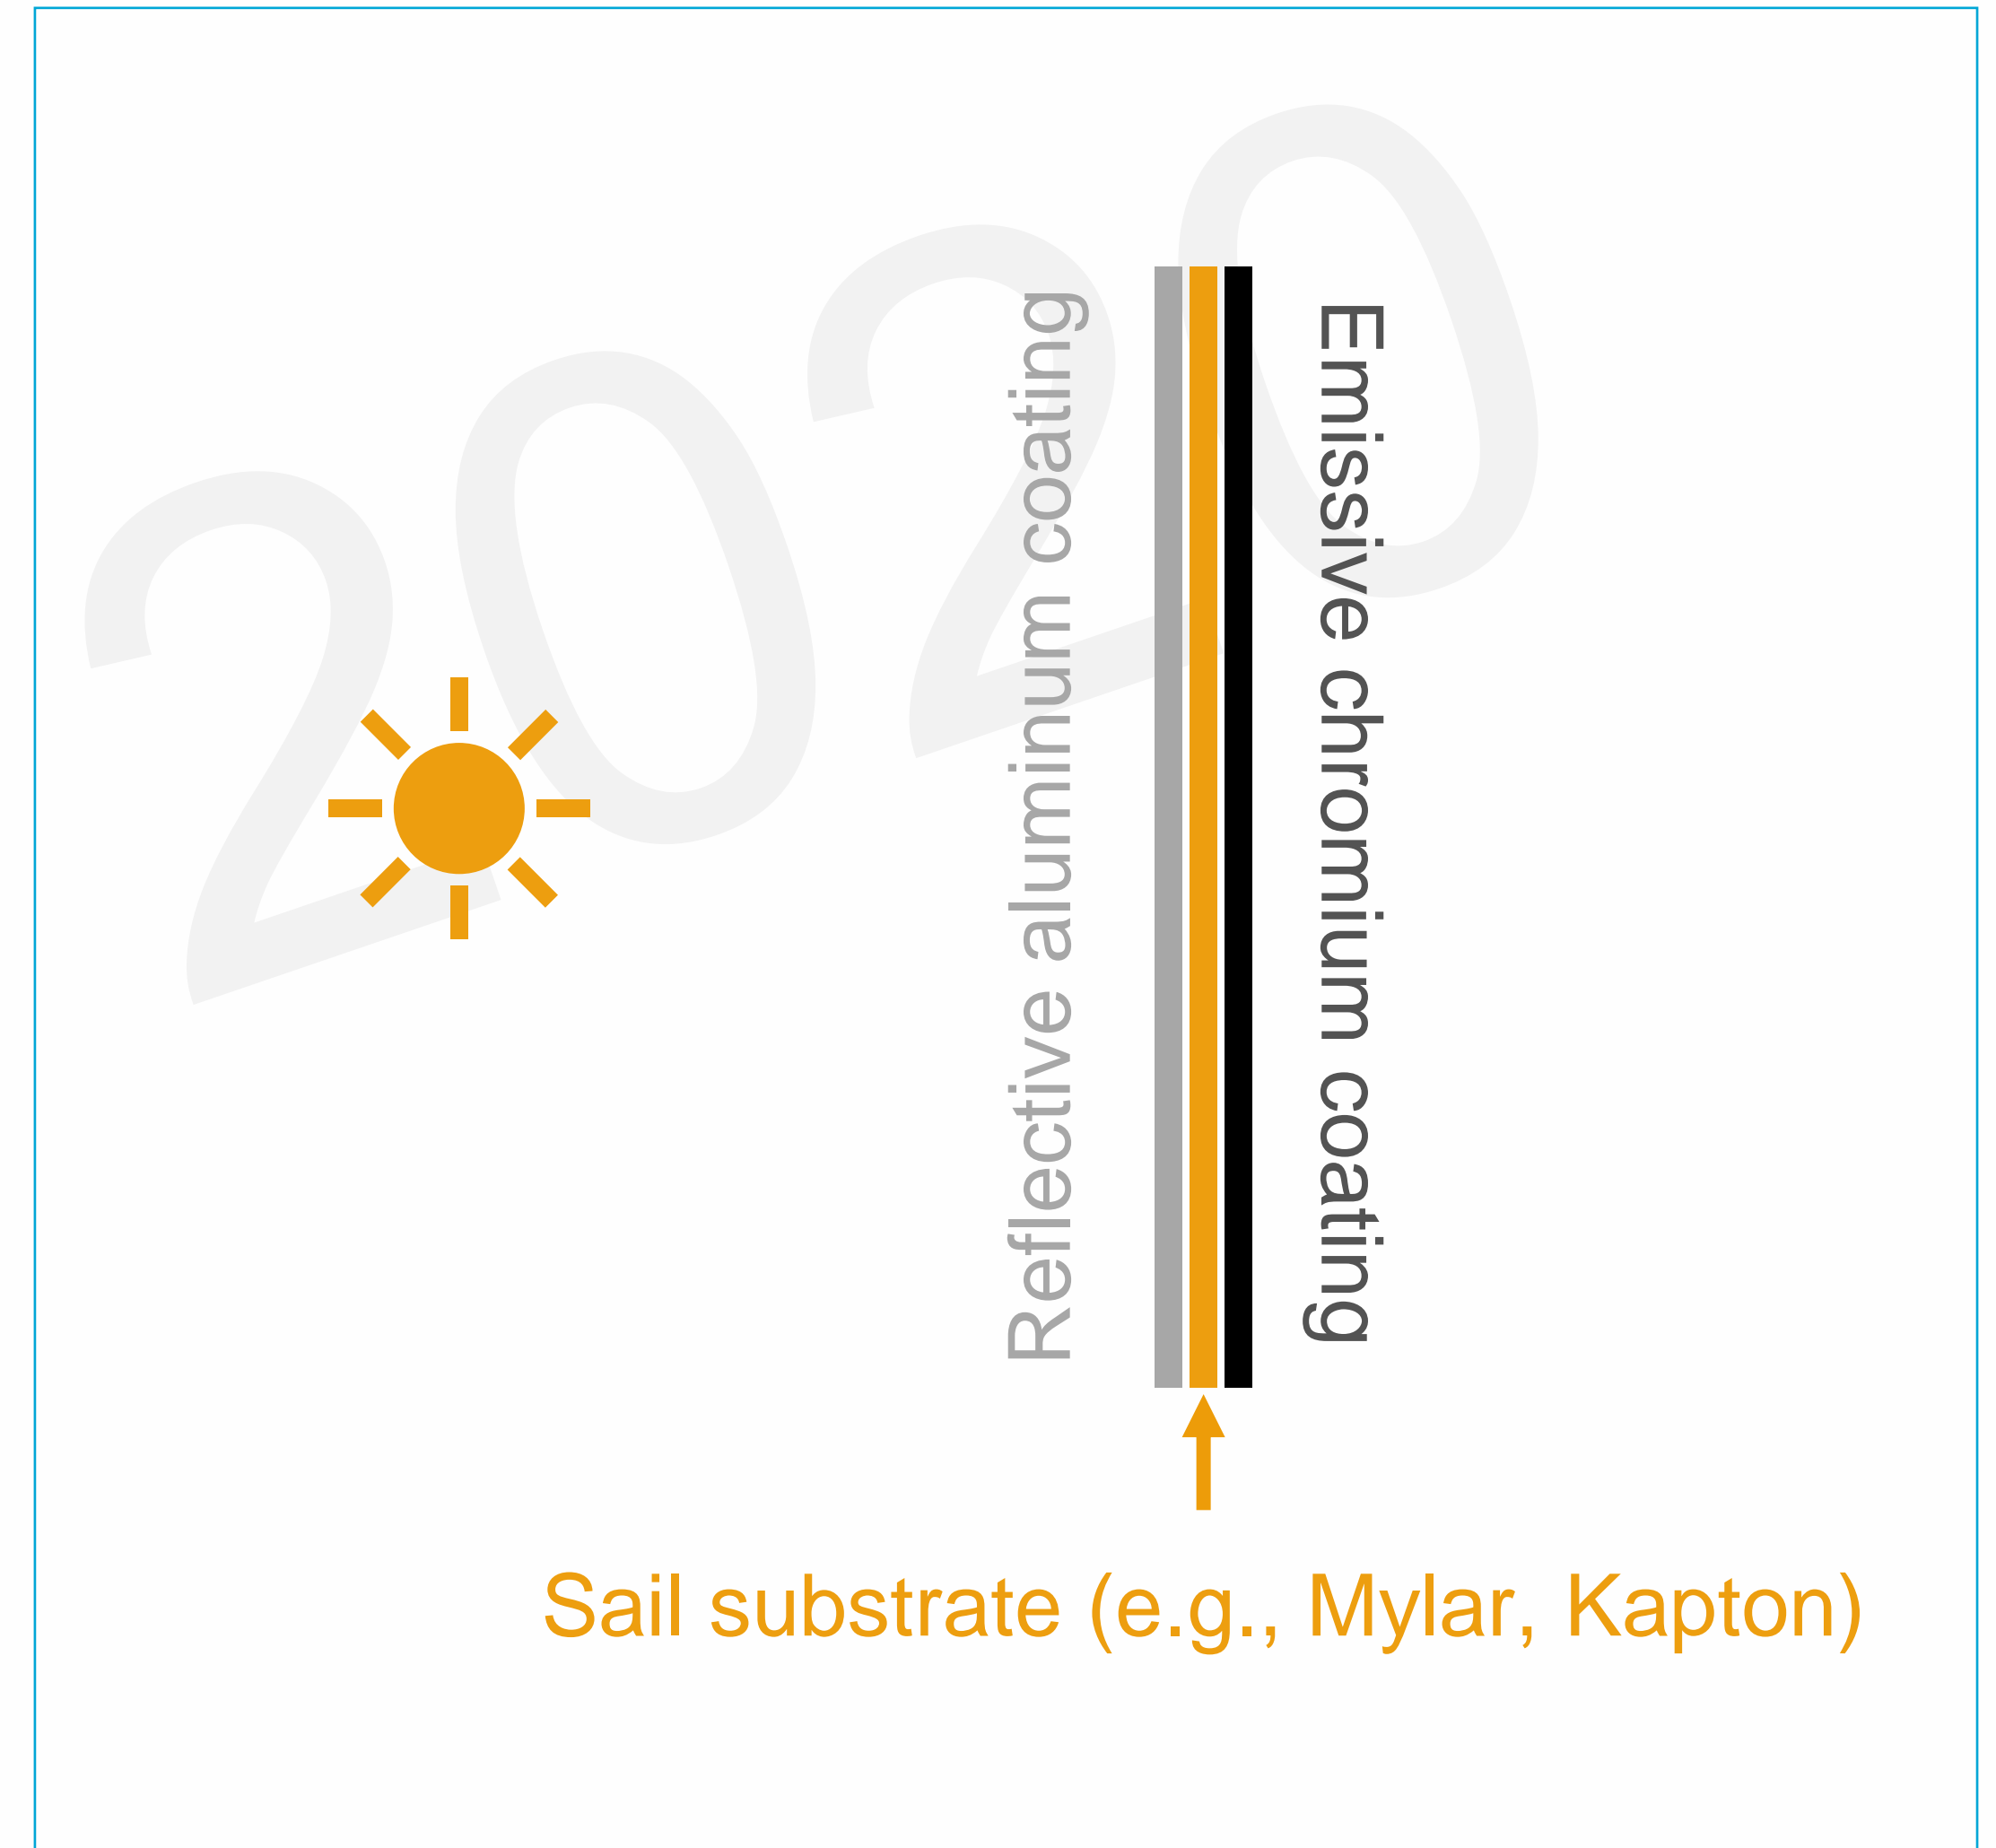 2020
Reflective aluminum coating
Emissive chromium coating
Sail substrate (e.g., Mylar, Kapton)